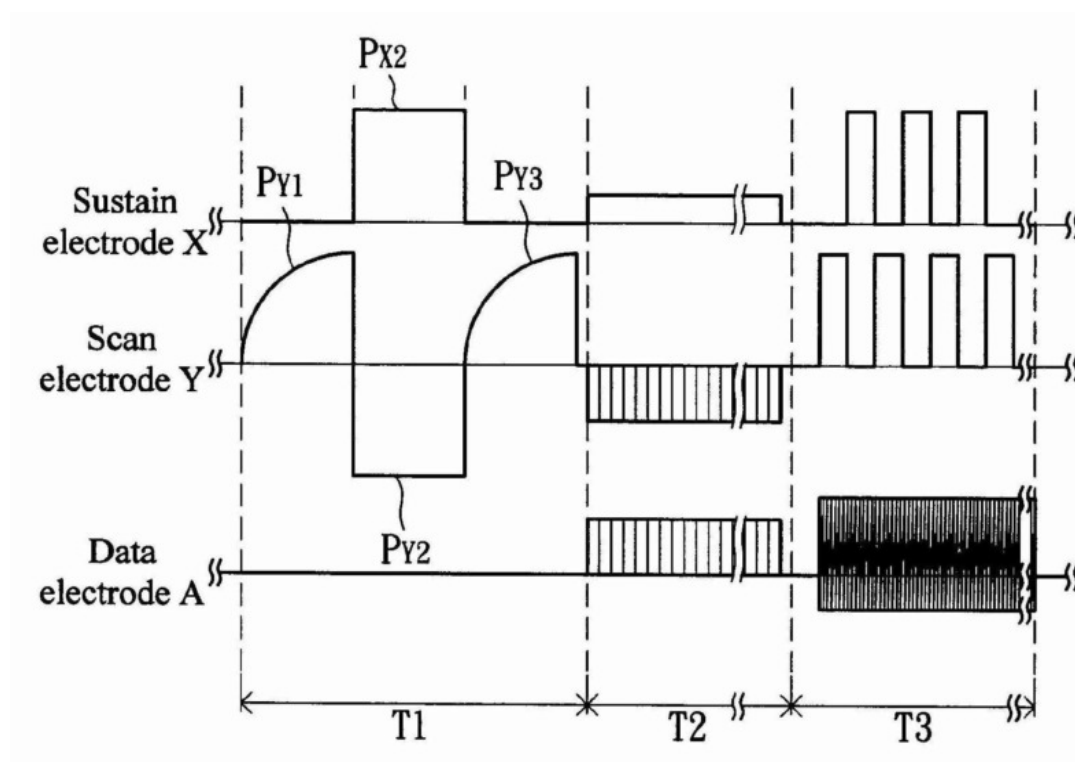 PX2
PY1
PY3
Sustain
electrode X
Scan
electrode Y
PY2
Data
electrode A
T1
T2
T3